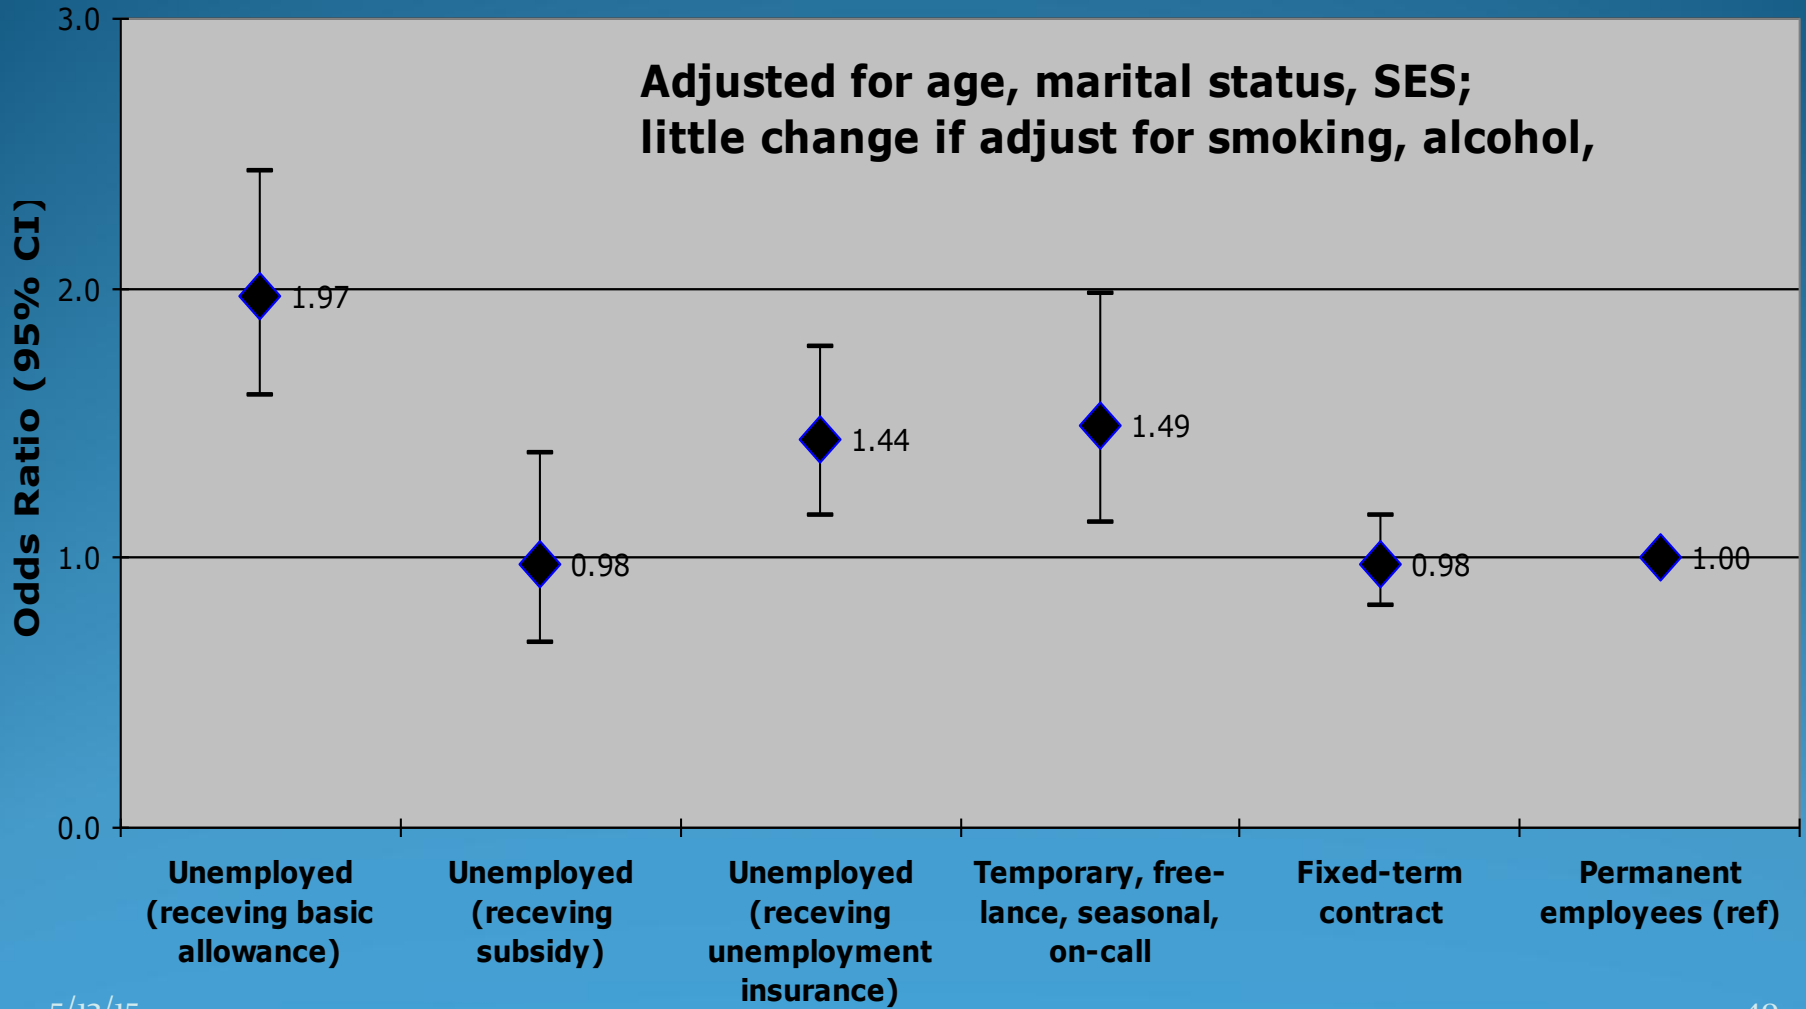 3.0
Adjusted for age, marital status, SES;
little change if adjust for smoking, alcohol,
Odds Ratio (95% CI)
2.0
1.97
1.49
1.44
1.0
0.98
0.98
1.00
0.0
Unemployed
(receving basic
allowance)
Unemployed
(receving
subsidy)
Unemployed
(receving
unemployment
insurance)
Temporary, free-
lance, seasonal,
on-call
Fixed-term
contract
Permanent
employees (ref)